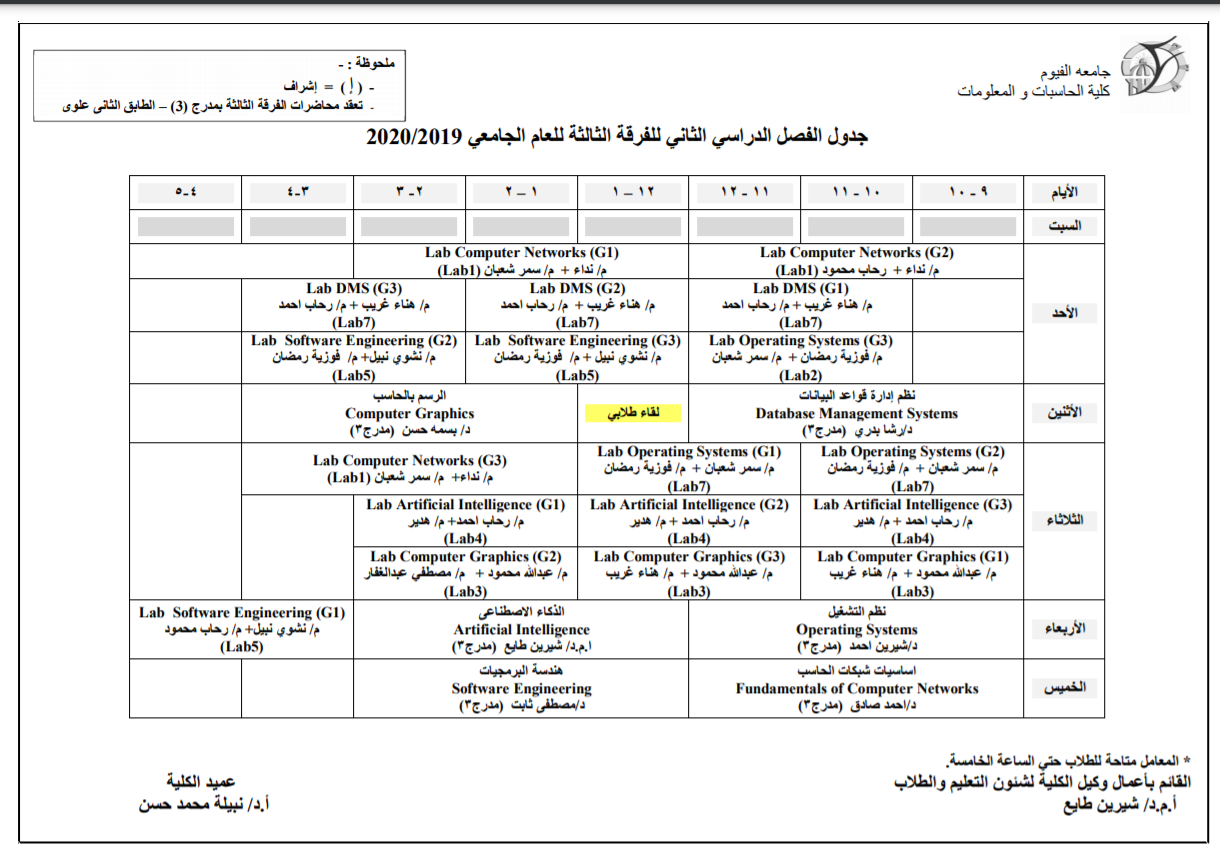 جامعه الفيوم
كلية الحاسبات و المعلومات
ملحوظة : -
- (أ) = إشراف
- تعقد محاضرات الفرقة الثالثة بمدرج (3) – الطابق الثانى علوى
جدول الفصل الدراسي الثاني للفرقة الثالثة للعام الجامعي 2020/2019
الأيام ٩ - ١٠ ١٠ - ١١ ١١ - ١٢ ١٢ – ١ ١ – ٢ ٢- ٣ ٣-٤ ٤-٥
السبت
الأحد
Lab Computer Networks (G2)
م/ نداء + رحاب محمود (Lab1)
Lab Computer Networks (G1)
م/ نداء + م/ سمر شعبان (Lab1)
Lab DMS (G1)
م/ هناء غريب + م/ رحاب احمد
(Lab7)
Lab DMS (G2)
م/ هناء غريب + م/ رحاب احمد
(Lab7)
Lab DMS (G3)
م/ هناء غريب + م/ رحاب احمد
(Lab7)
Lab Operating Systems (G3)
م/ فوزية رمضان + م/ سمر شعبان
(Lab2)
Lab Software Engineering (G3)
م/ نشوي نبيل + م/ فوزية رمضان
(Lab5)
Lab Software Engineering (G2)
م/ نشوي نبيل+ م/ فوزية رمضان
(Lab5)
الأثنين
نظم إدارة قواعد البيانات
Database Management Systems
د/رشا بدري (مدرج٣)
لقاء طلابي
الرسم بالحاسب
Computer Graphics
د/ بسمه حسن (مدرج٣)
الثلاثاء
Lab Operating Systems (G2)
م/ سمر شعبان + م/ فوزية رمضان
(Lab7)
Lab Operating Systems (G1)
م/ سمر شعبان + م/ فوزية رمضان
(Lab7)
Lab Computer Networks (G3)
م/ نداء+ م/ سمر شعبان (Lab1)
Lab Artificial Intelligence (G3)
م/ رحاب احمد + م/ هدير
(Lab4)
Lab Artificial Intelligence (G2)
م/ رحاب احمد + م/ هدير
(Lab4)
Lab Artificial Intelligence (G1)
م/ رحاب احمد+ م/ هدير
(Lab4)
Lab Computer Graphics (G1)
م/ عبدالله محمود + م/ هناء غريب
(Lab3)
Lab Computer Graphics (G3)
م/ عبدالله محمود + م/ هناء غريب
(Lab3)
Lab Computer Graphics (G2)
م/ عبدالله محمود + م/ مصطفي عبدالغفار
(Lab3)
الأربعاء
نظم التشغيل
Operating Systems
د/شيرين احمد (مدرج٣)
الذكاء الاصطناعى
Artificial Intelligence
ا.م.د/ شيرين طايع (مدرج٣)
Lab Software Engineering (G1)
م/ نشوي نبيل+ م/ رحاب محمود
(Lab5)
الخميس
اساسيات شبكات الحاسب
Fundamentals of Computer Networks
د/احمد صادق (مدرج٣)
هندسة البرمجيات
Software Engineering
د/مصطفى ثابت (مدرج٣)
* المعامل متاحة للطلاب حتي الساعة الخامسة.
القائم بأعمال وكيل الكلية لشئون التعليم والطلاب
أ.م.د/ شيرين طايع
عميد الكلية
أ.د/ نبيلة محمد حسن